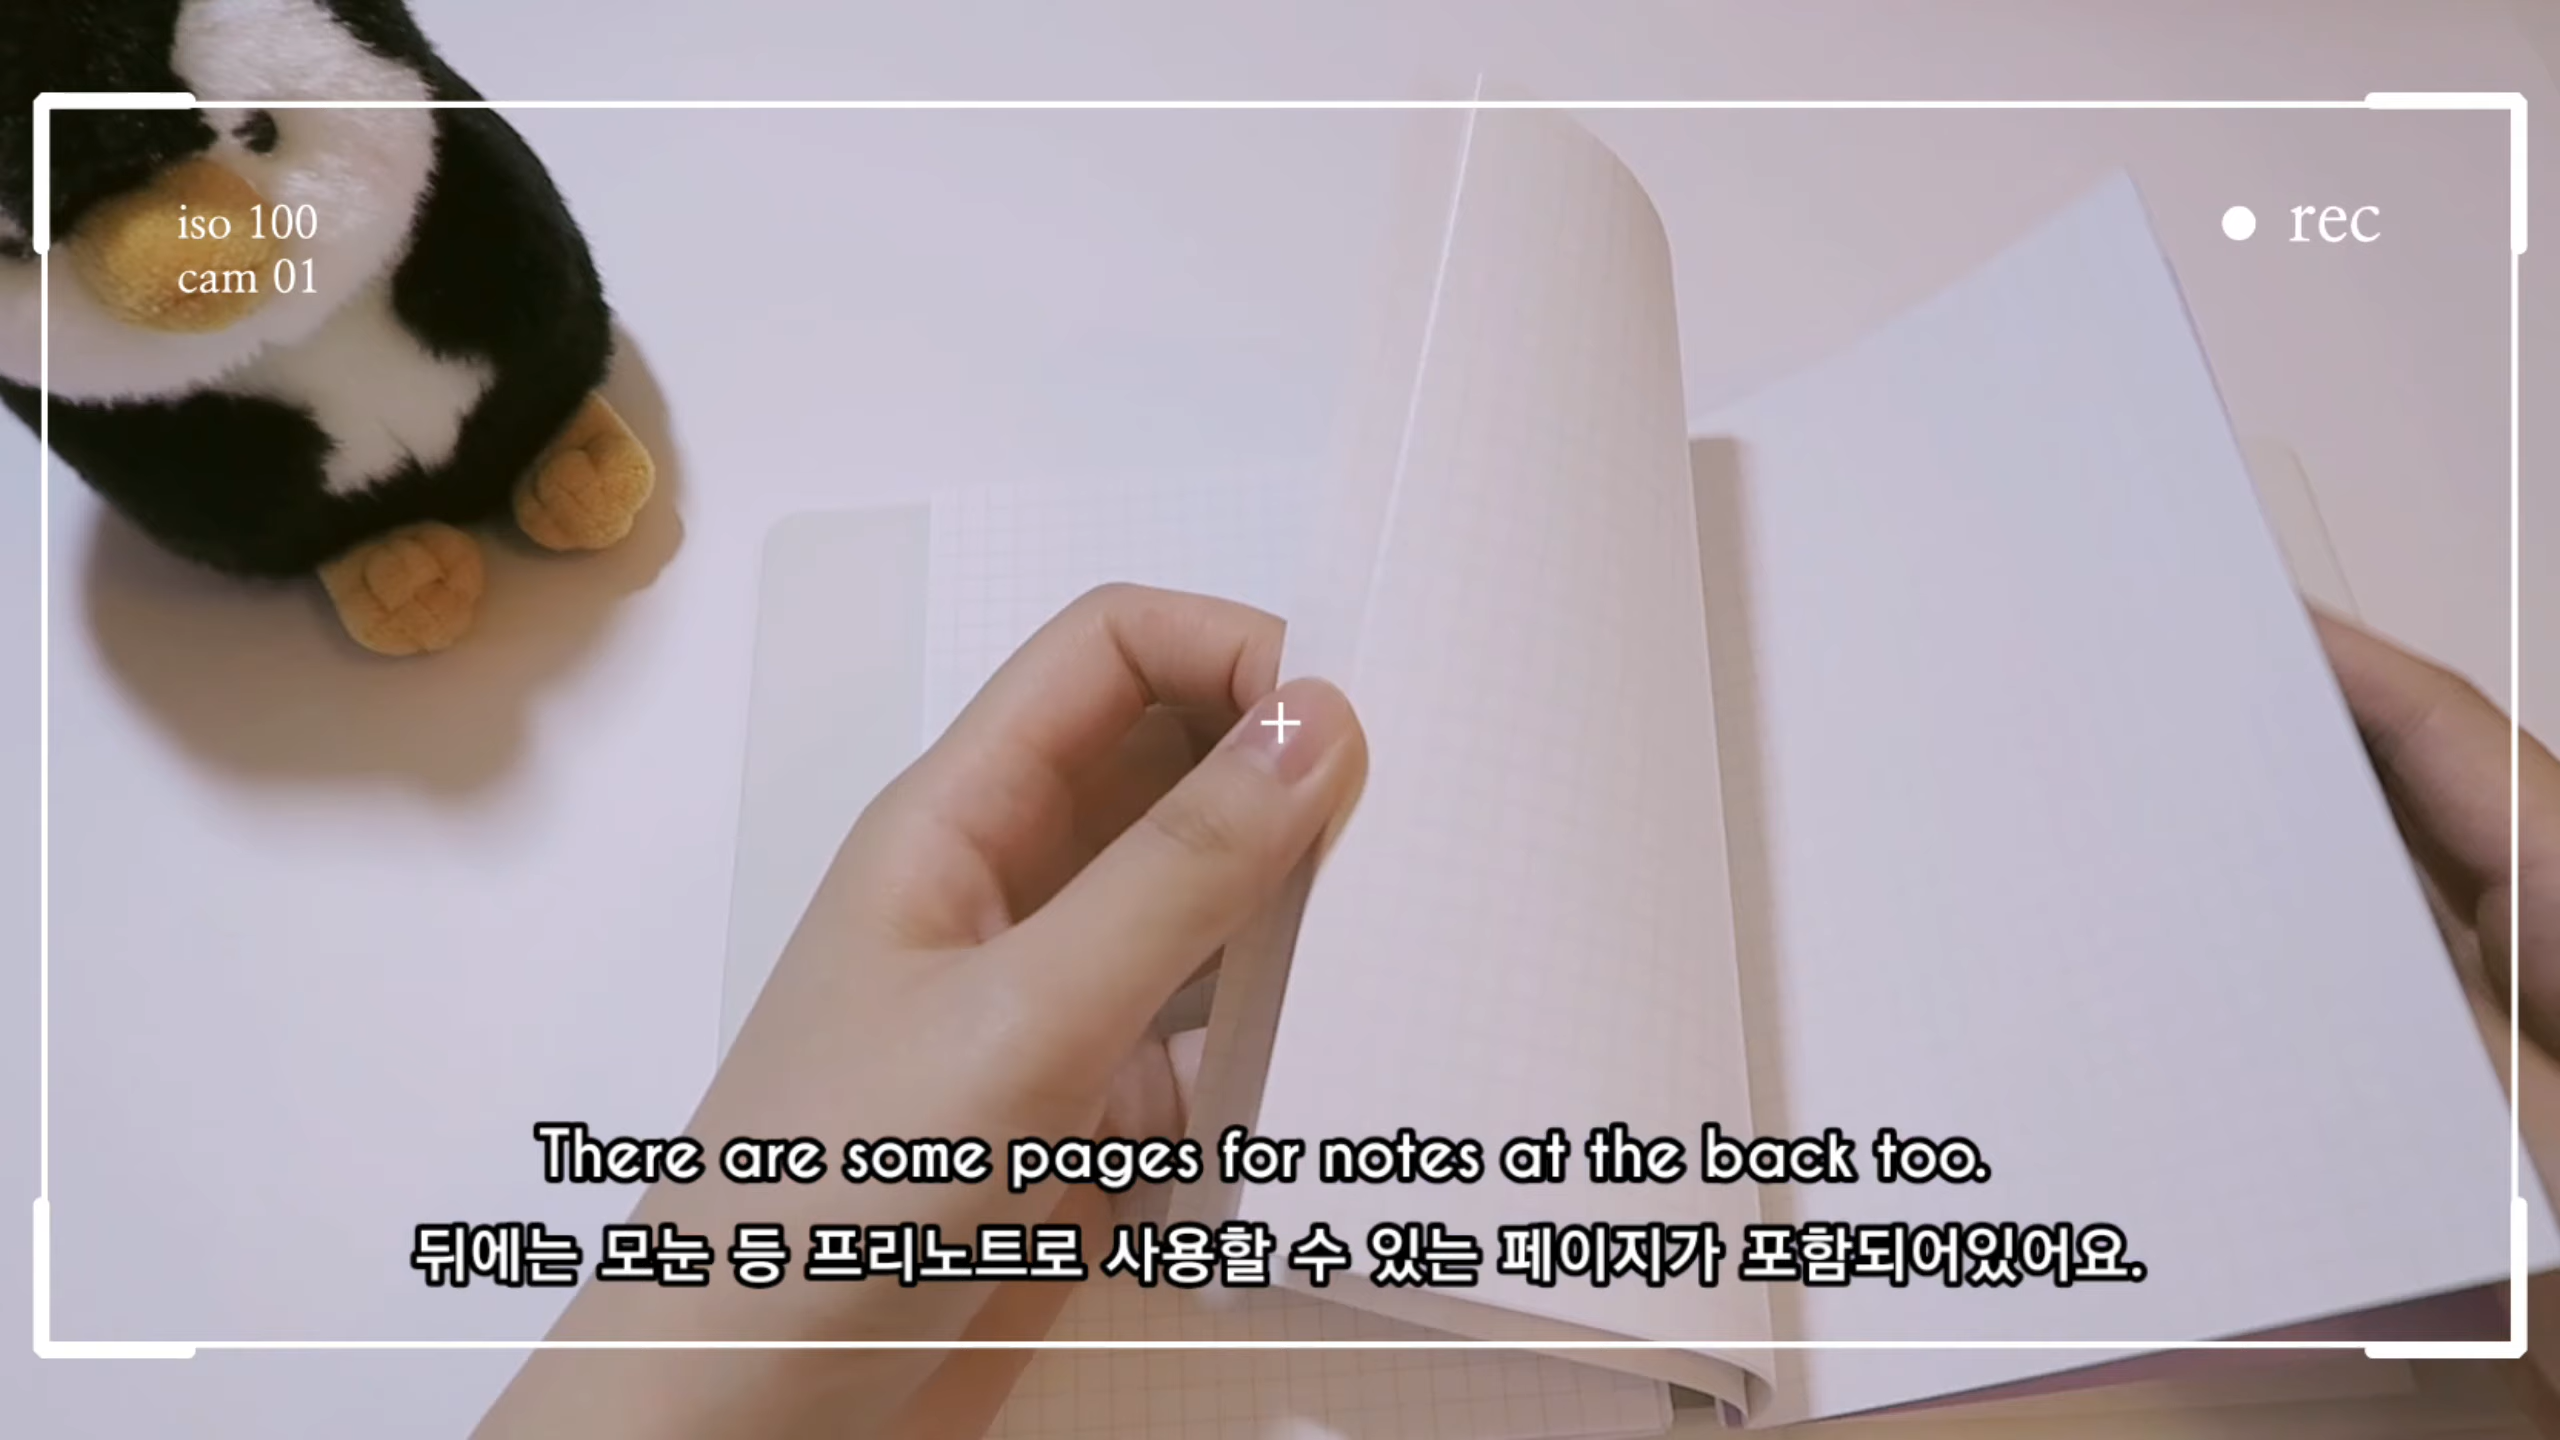 iso 100
cam 01
rec
There are some pages for notes at the back too.
뒤에는 모눈 등 프리노트로 사용할 수 있는 페이지가 포함되어있어요.